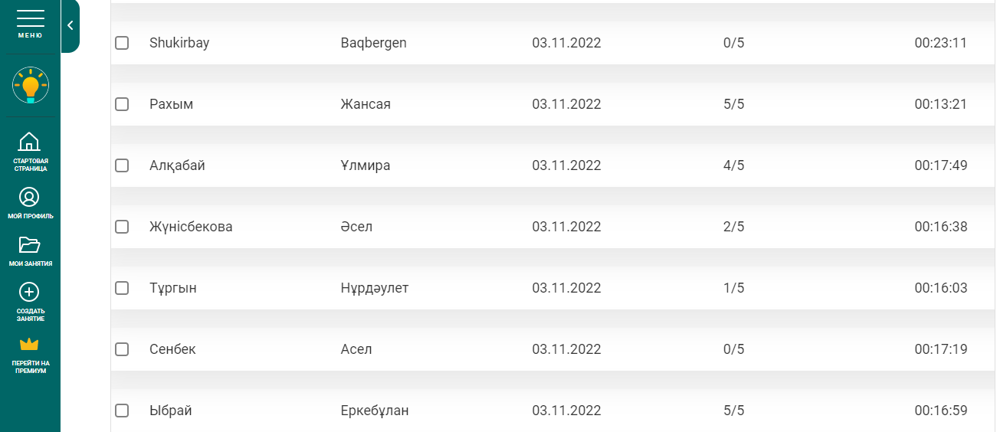 МЕНЮ
СТАРТОВАЯ
СТРАНИЦА
МОЙ ПРОФИЛЬ
МОИ ЗАНЯТИЯ
СОЗДАТЬ
ЗАНЯТИЕ
ПЕРЕЙТИ НА
ПРЕМИУМ
Shukirbay Baqbergen 03.11.2022 0/5 00:23:11
Рахым Жансая 03.11.2022 5/5 00:13:21
Алқабай Ұлмира 03.11.2022 4/5 00:17:49
Жүнісбекова Әсел 03.11.2022 2/5 00:16:38
Тұргын Нұрдәулет 03.11.2022 1/5 00:16:03
Сенбек Асел 03.11.2022 0/5 00:17:19
Ыбрай Еркебұлан 03.11.2022 5/5 00:16:59